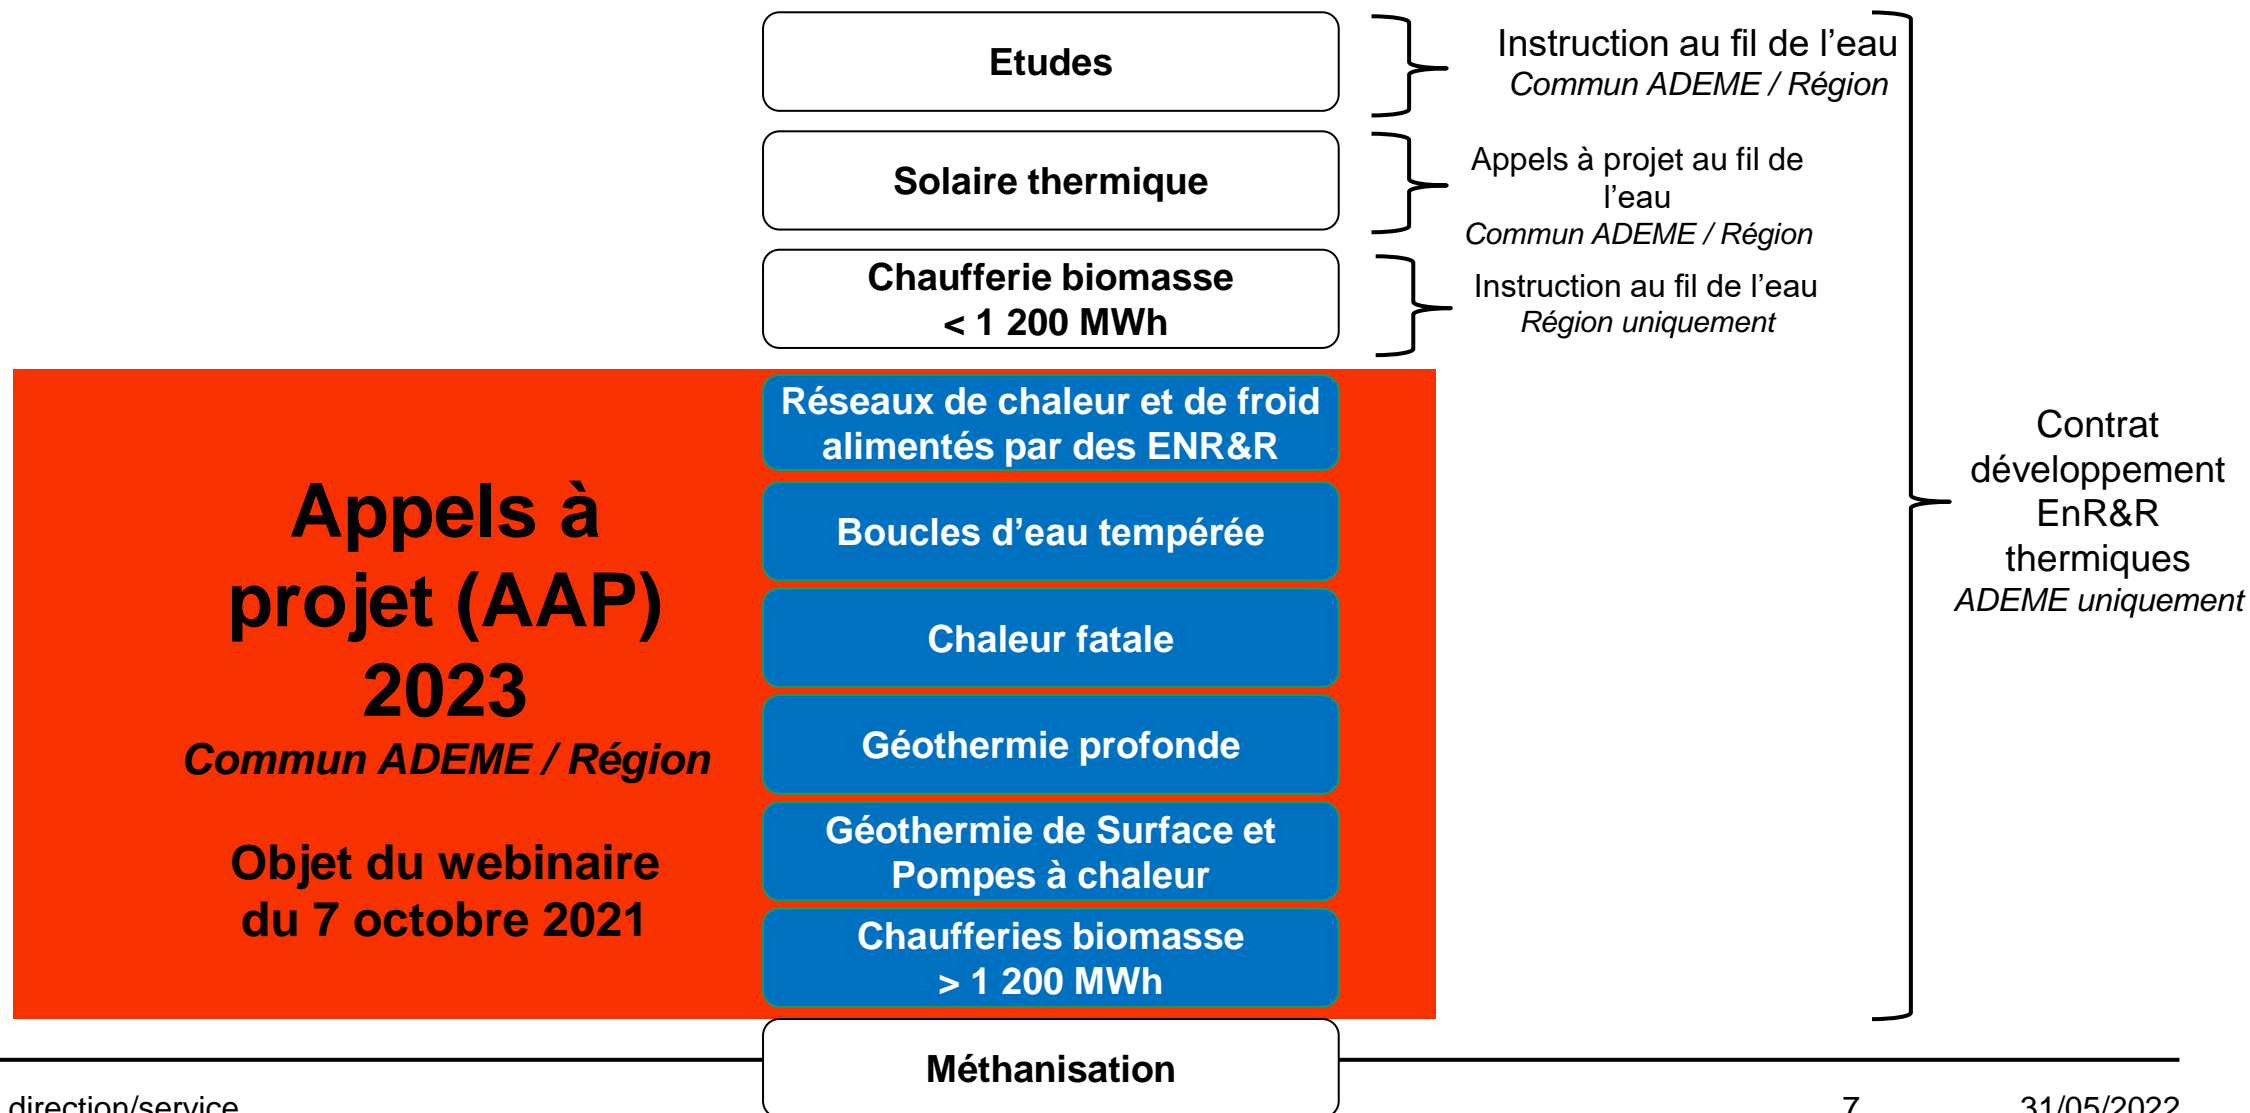 Etudes
Instruction au fil de l’eau
Commun ADEME / Région
Solaire thermique
Appels à projet au fil de
l’eau
Commun ADEME / Région
Chaufferie biomasse
< 1 200 MWh
Instruction au fil de l’eau
Région uniquement
Appels à
projet (AAP)
2023
Commun ADEME / Région
Objet du webinaire
du 7 octobre 2021
Réseaux de chaleur et de froid
alimentés par des ENR&R
Boucles d’eau tempérée
Chaleur fatale
Géothermie profonde
Géothermie de Surface et
Pompes à chaleur
Chaufferies biomasse
> 1 200 MWh
Contrat
développement
EnR&R
thermiques
ADEME uniquement
Méthanisation
direction/service
7
31/05/2022